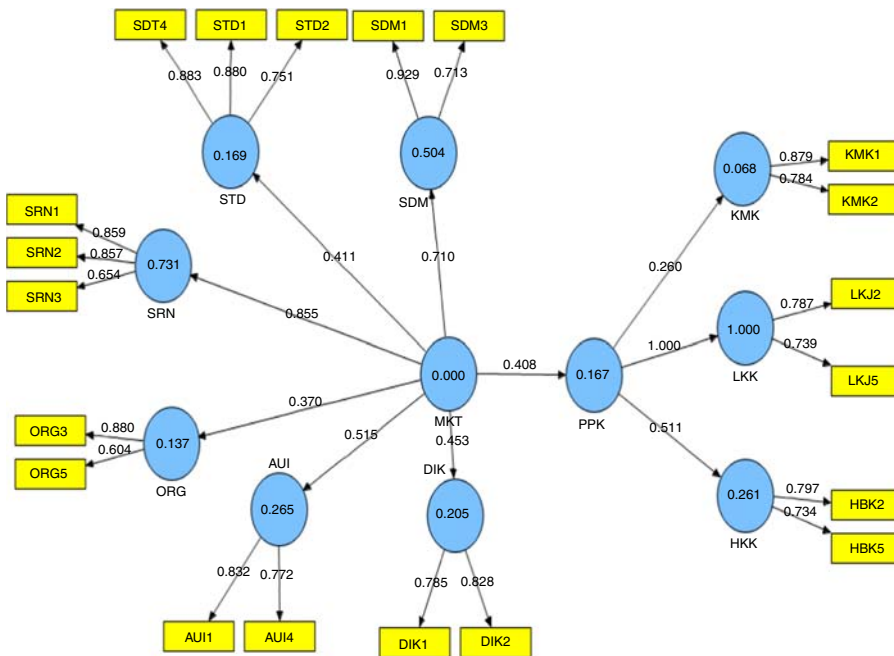 SDT4
STD1
STD2
SDM1
SDM3
0.883
0.880
0.751
0.929
0.713
0.169
STD
0.504
SDM
KMK1
0.879
0.068
0.784
KMK2
KMK
SRN1
0.859
SRN2
0.857
0.731
0.654
SRN3
SRN
0.411
0.710
0.260
LKJ2
0.787
0.855
1.000
1.000
0.739
LKK
LKJ5
0.000
MKT
0.408
0.167
PPK
0.370
0.511
ORG3
0.880
0.137
0.604
ORG5
ORG
0.515
0.453
AUI
0.265
DIK
0.205
0.261
HKK
0.797
HBK2
0.734
HBK5
0.832
0.772
0.785
0.828
AUI1
AUI4
DIK1
DIK2